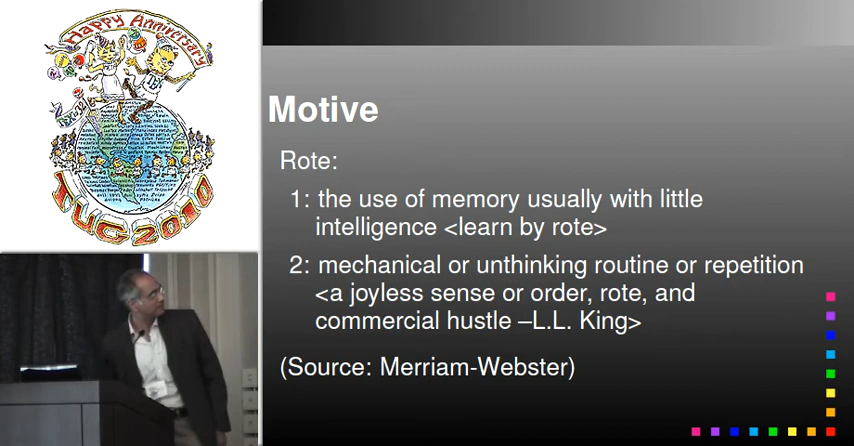 Happy Anniversary
TUG 2010
Motive
Rote:
1: the use of memory usually with little
intelligence <learn by rote>
2: mechanical or unthinking routine or repetition
<a joyless sense or order, rote, and
commercial hustle –L.L. King>
(Source: Merriam-Webster)